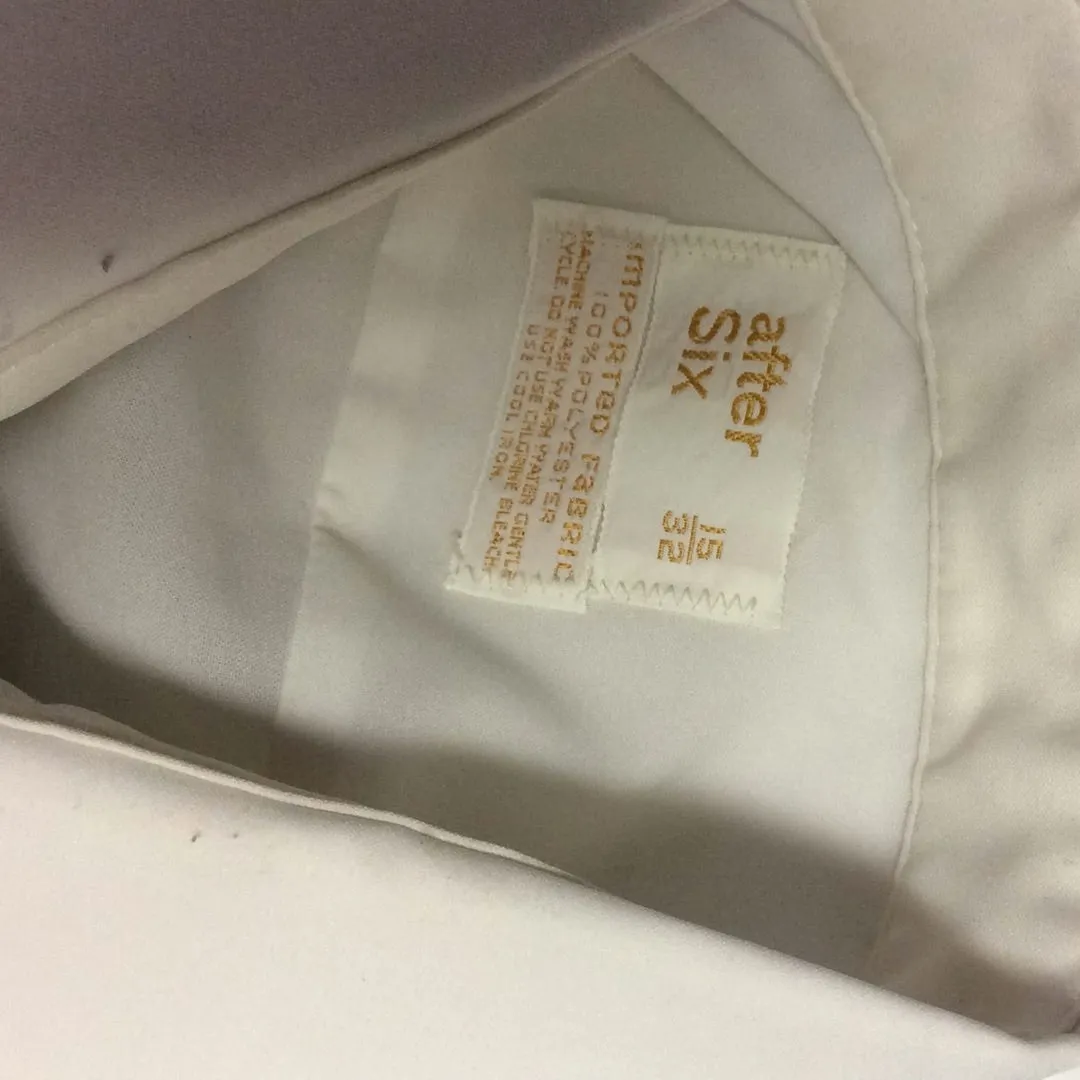 after
Six
15
32
IMPORTED FABRIC
100% POLYESTER
MACHINE WASH WARM WATER GENTLE
CYCLE. DO NOT USE CHLORINE BLEACH
USE COOL IRON.